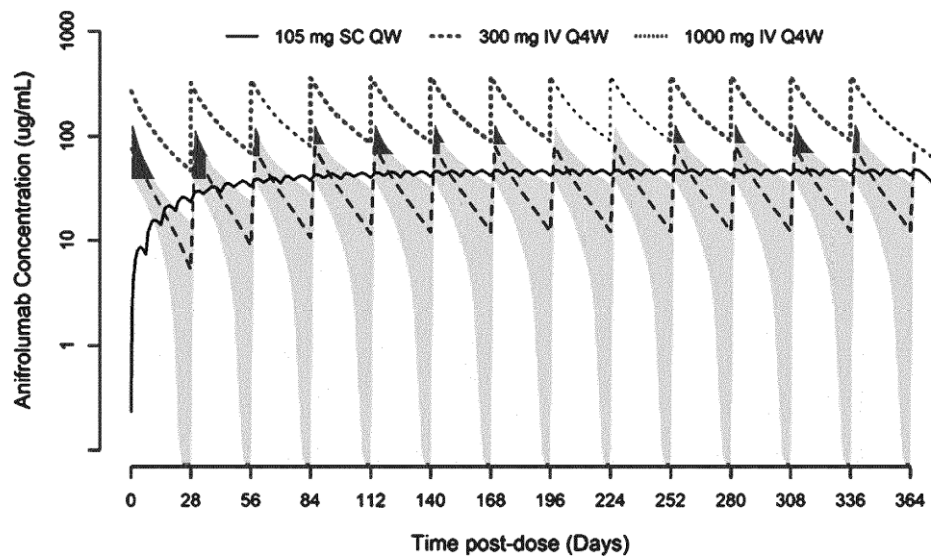 1000
105 mg SC QW 300 mg IV Q4W 1000 mg IV Q4W
100
10
1
Anifrolumab Concentration (ug/mL)
0 28 56 84 112 140 168 196 224 252 280 308 336 364
Time post-dose (Days)